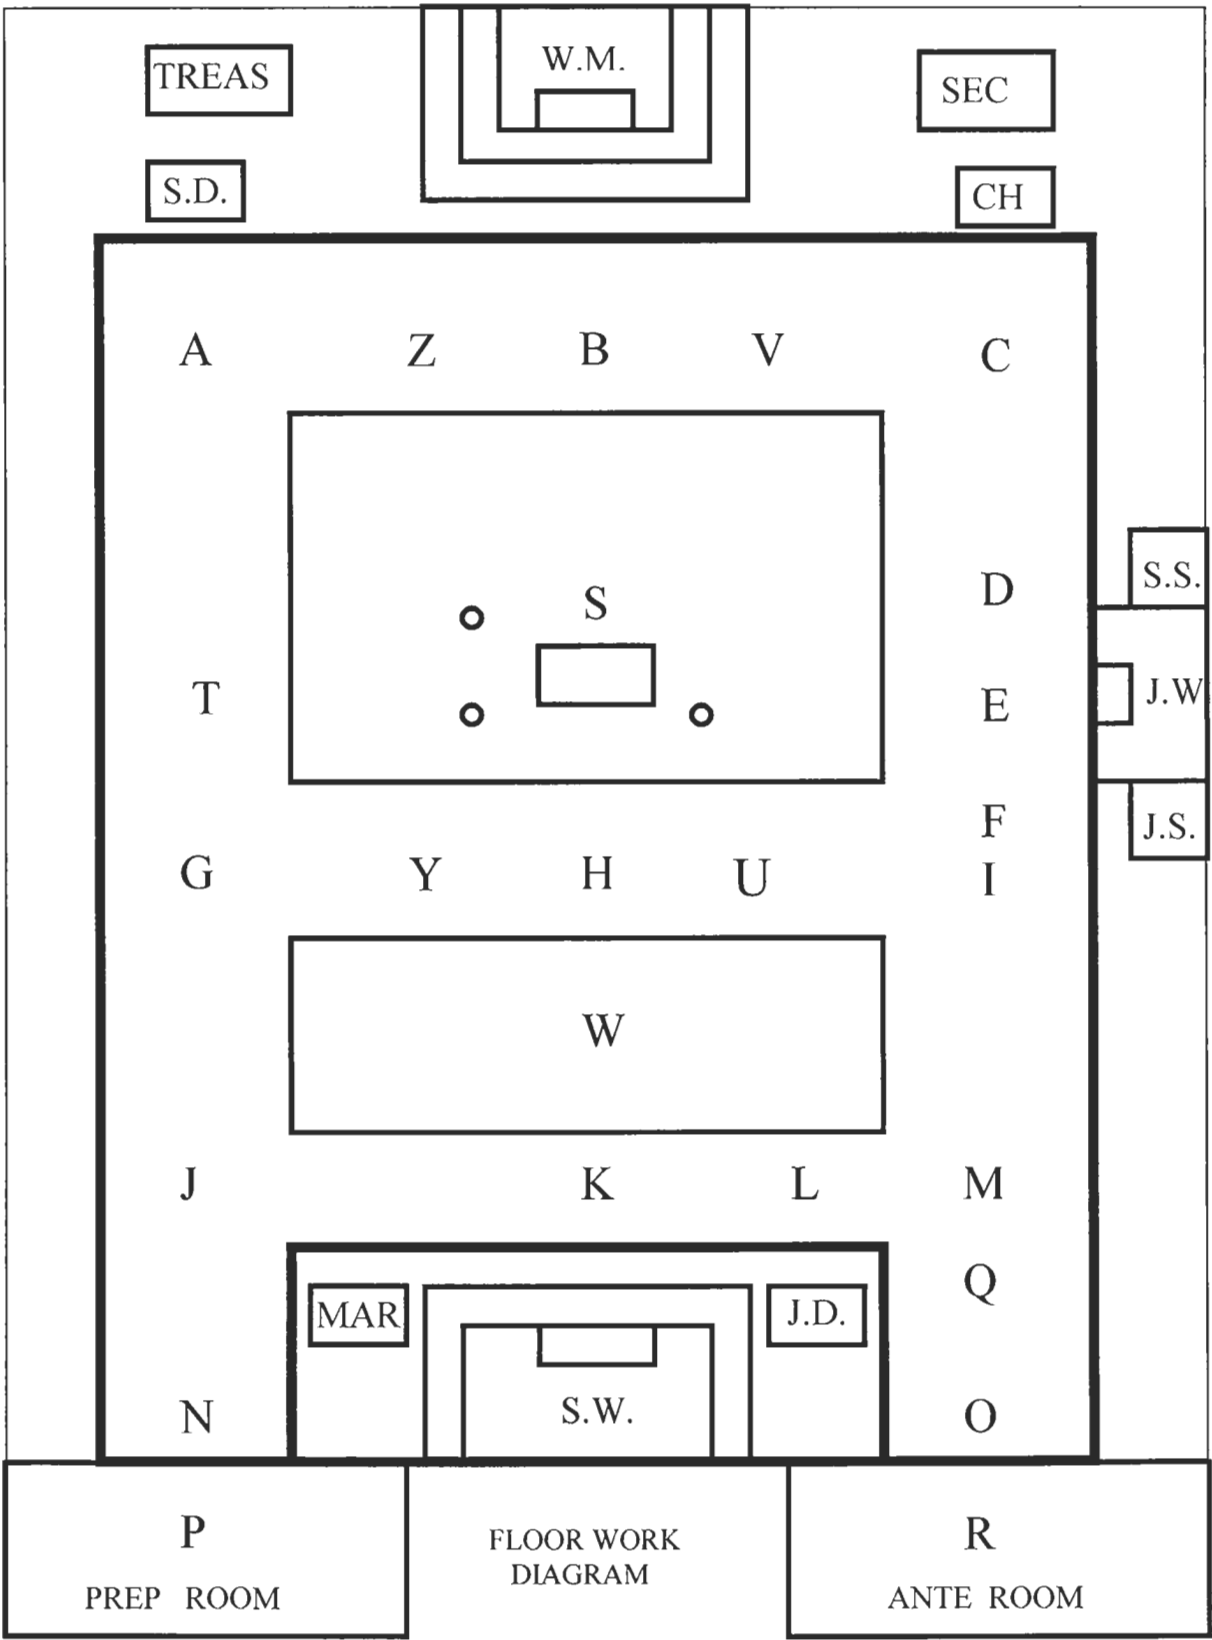 W.M.
TREAS
SEC
S.D.
CH
A Z B V C
S.S.
D
S
J.W
T
E
F
J.S.
G Y H U I
W
J K L M
Q
MAR
J.D.
S.W.
N
O
P
FLOOR WORK
DIAGRAM
R
PREP ROOM
ANTE ROOM